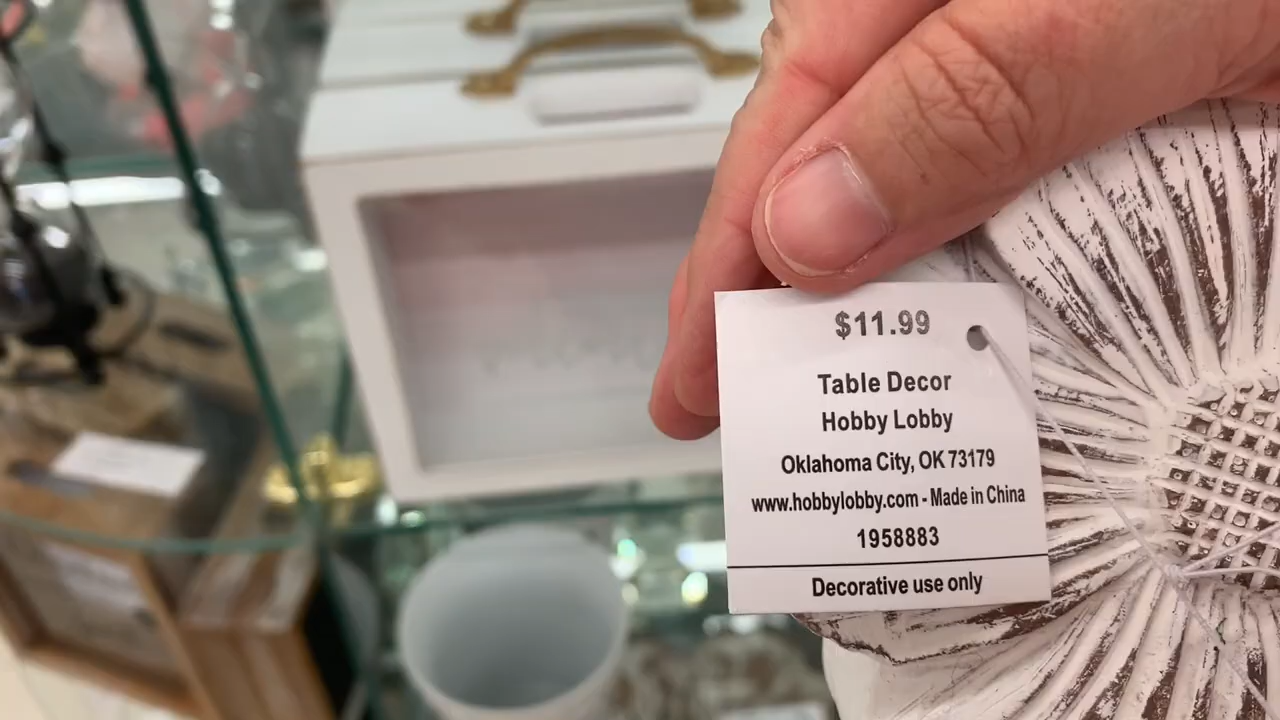 $11.99
Table Decor
Hobby Lobby
Oklahoma City, OK 73179
www.hobbylobby.com - Made in China
1958883
Decorative use only